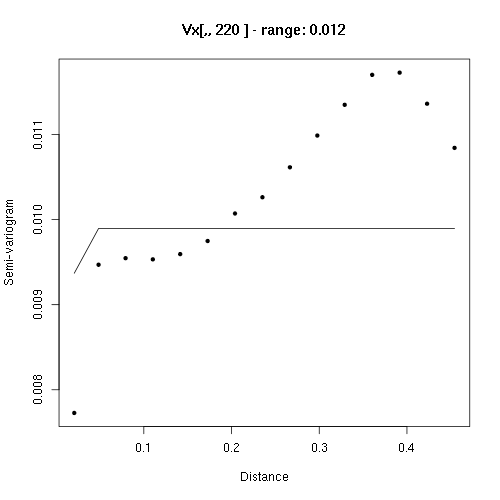 Vx[,, 220 ] - range: 0.012
Semi-variogram
0.011
0.010
0.009
0.008
0.1 0.2 0.3 0.4
Distance